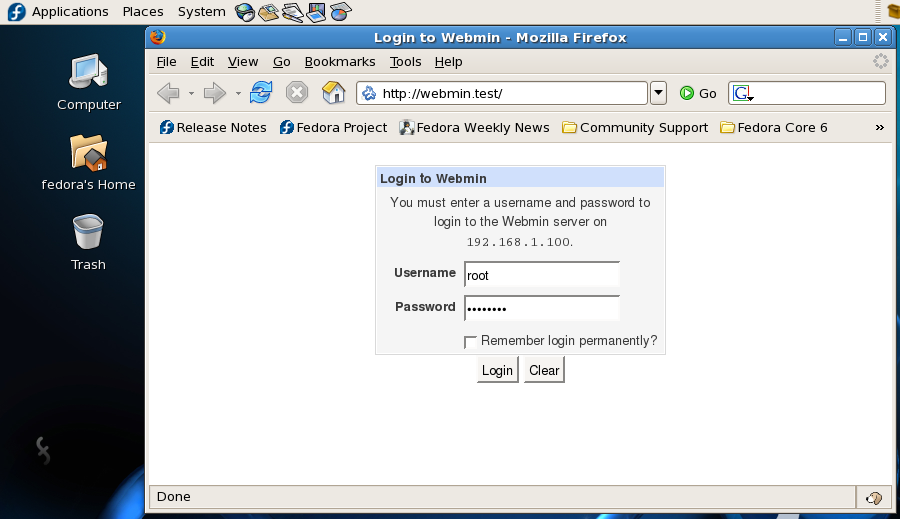 Applications Places System
Login to Webmin - Mozilla Firefox
File Edit View Go Bookmarks Tools Help
http://webmin.test/ Go G
Release Notes Fedora Project Fedora Weekly News Community Support Fedora Core 6 »
Computer
fedora's Home
Trash
Login to Webmin
You must enter a username and password to
login to the Webmin server on
192.168.1.100.
Username root
Password ••••••••
Remember login permanently?
Login Clear
Done